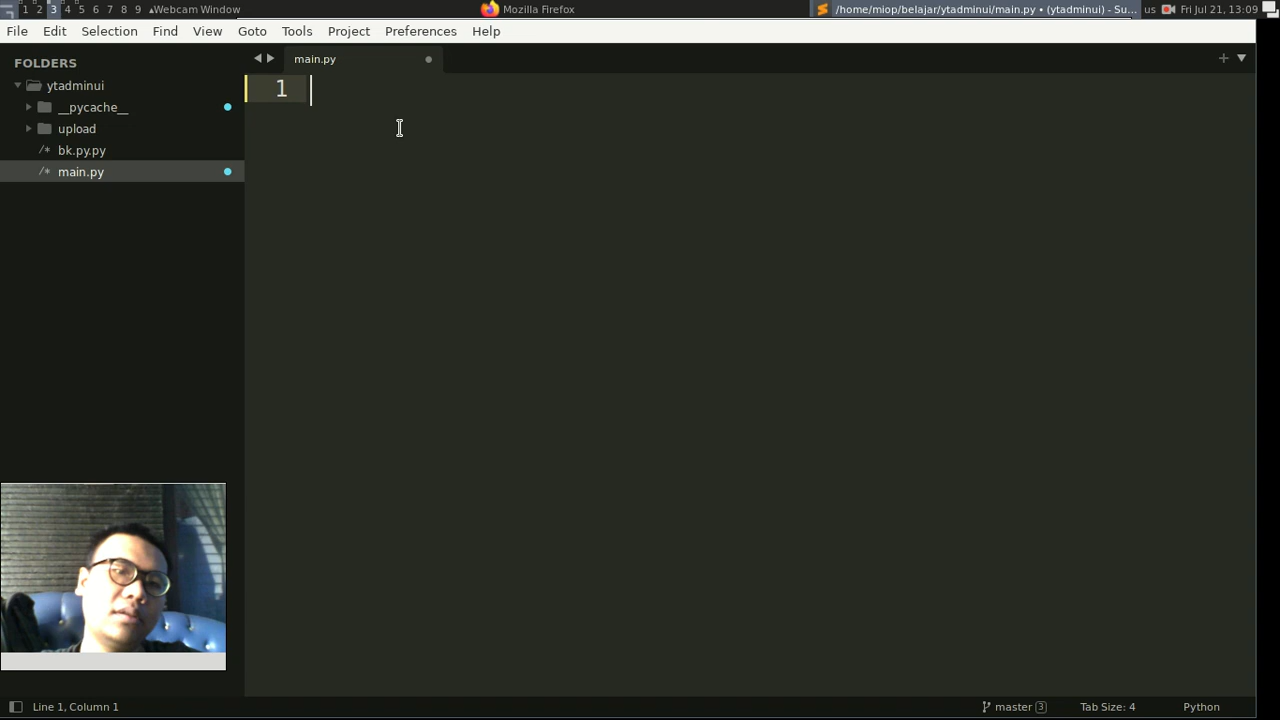 1 2 3 4 5 6 7 8 9 ▴Webcam Window Mozilla Firefox /home/miop/belajar/ytadminui/main.py • (ytadminui) - Su... us Fri Jul 21, 13:09
File Edit Selection Find View Goto Tools Project Preferences Help
FOLDERS
main.py
ytadminui
1
__pycache__
upload
/* bk.py.py
/* main.py
Line 1, Column 1 master 3 Tab Size: 4 Python